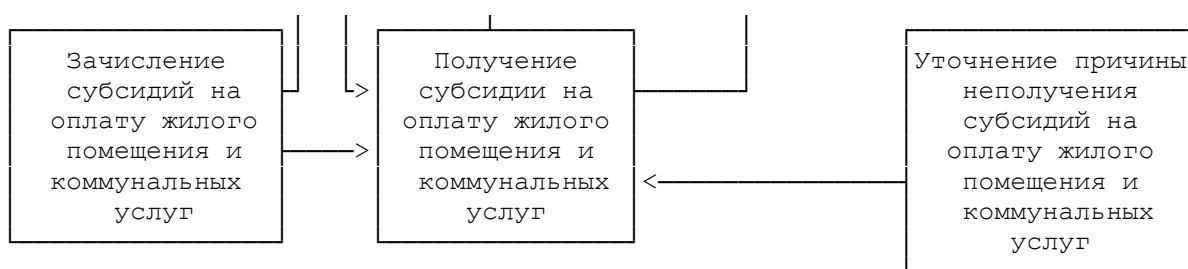 Зачисление
субсидий на
оплату жилого
помещения и
коммунальных
услуг
Получение
субсидии на
оплату жилого
помещения и
коммунальных
услуг
Уточнение причины
неполучения
субсидий на
оплату жилого
помещения и
коммунальных
услуг